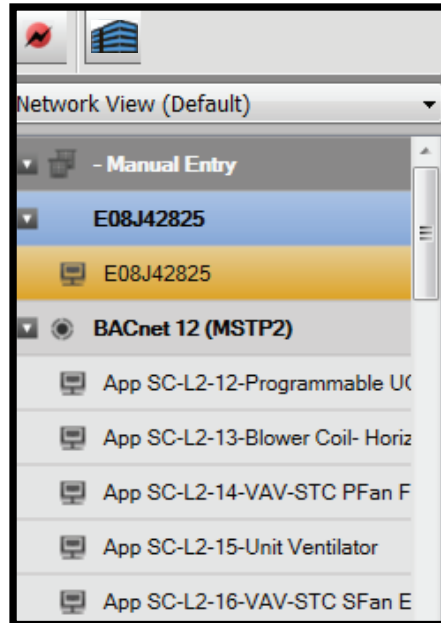 Network View (Default)
- Manual Entry
E08J42825
E08J42825
BACnet 12 (MSTP2)
App SC-L2-12-Programmable U
App SC-L2-13-Blower Coil- Horiz
App SC-L2-14-VAV-STC PFan F
App SC-L2-15-Unit Ventilator
App SC-L2-16-VAV-STC SFan E